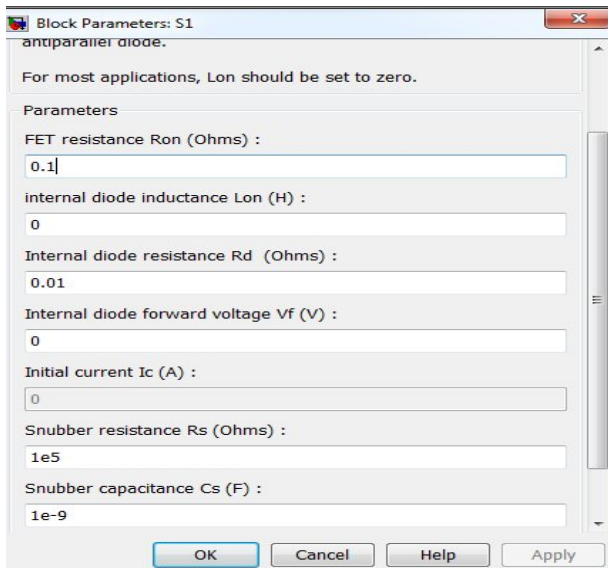 Block Parameters: S1
antiparallel diode.
For most applications, Lon should be set to zero.
Parameters
FET resistance Ron (Ohms) :
0.1
internal diode inductance Lon (H) :
0
Internal diode resistance Rd  (Ohms) :
0.01
Internal diode forward voltage Vf (V) :
0
Initial current Ic (A) :
0
Snubber resistance Rs (Ohms) :
1e5
Snubber capacitance Cs (F) :
1e-9
OK Cancel Help Apply